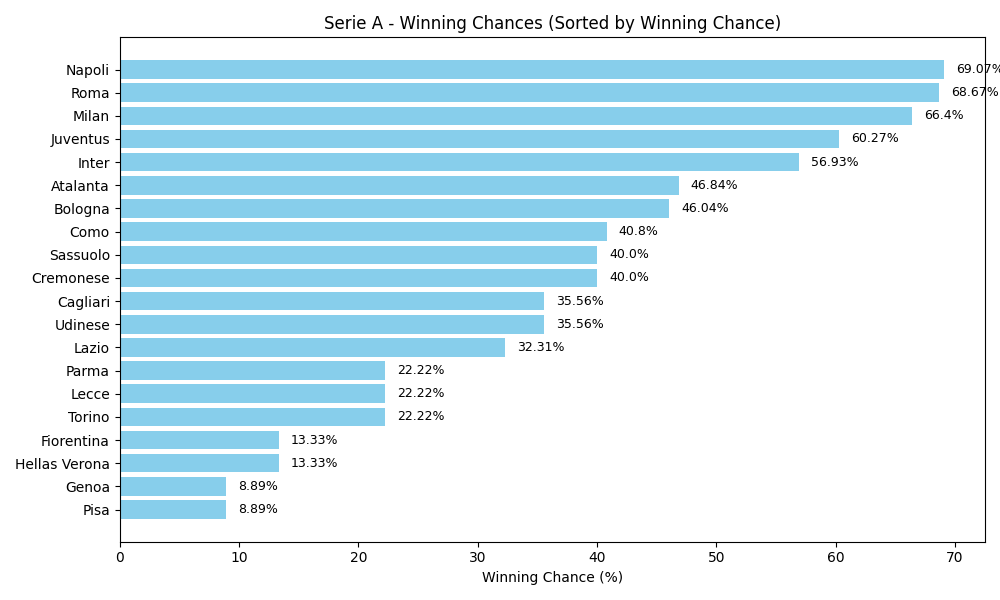 Serie A - Winning Chances (Sorted by Winning Chance)
Napoli 69.07%
Roma 68.67%
Milan 66.4%
Juventus 60.27%
Inter 56.93%
Atalanta 46.84%
Bologna 46.04%
Como 40.8%
Sassuolo 40.0%
Cremonese 40.0%
Cagliari 35.56%
Udinese 35.56%
Lazio 32.31%
Parma 22.22%
Lecce 22.22%
Torino 22.22%
Fiorentina 13.33%
Hellas Verona 13.33%
Genoa 8.89%
Pisa 8.89%
0 10 20 30 40 50 60 70
Winning Chance (%)